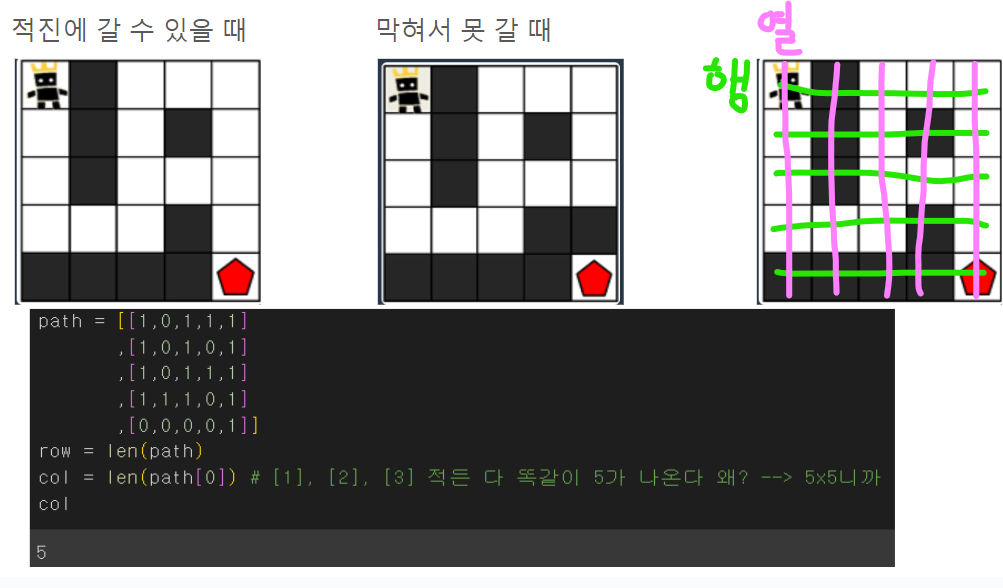 적진에 갈 수 있을 때
막혀서 못 갈 때
열
행
path = [[1,0,1,1,1]
,[1,0,1,0,1]
,[1,0,1,1,1]
,[1,1,1,0,1]
,[0,0,0,0,1]]
row = len(path)
col = len(path[0]) # [1], [2], [3] 적든 다 똑같이 5가 나온다 왜? --> 5x5니까
col
5